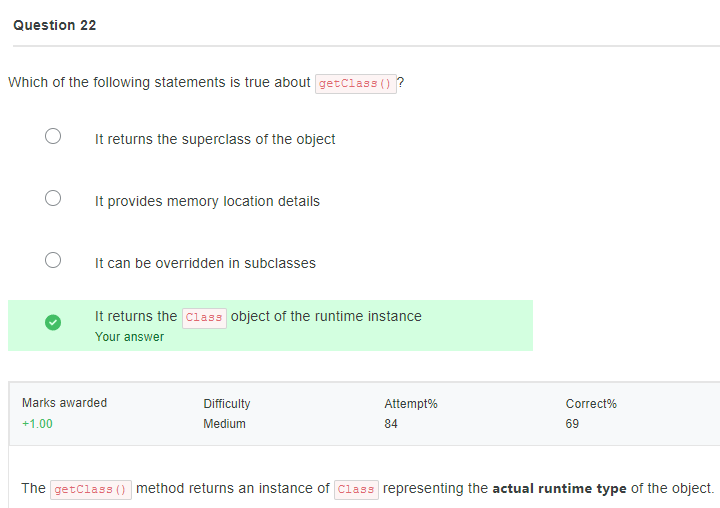 Question 22
Which of the following statements is true about getClass()?
It returns the superclass of the object
It provides memory location details
It can be overridden in subclasses
It returns the Class object of the runtime instance
Your answer
Marks awarded Difficulty Attempt% Correct%
+1.00 Medium 84 69
The getClass() method returns an instance of Class representing the actual runtime type of the object.